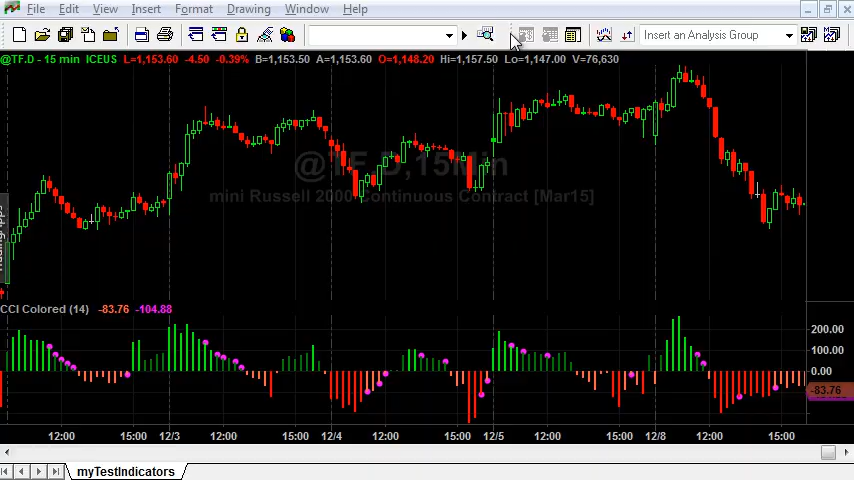 File Edit View Insert Format Drawing Window Help
Insert an Analysis Group
@TF.D - 15 min ICEUS L=1,153.60 -4.50 -0.39% B=1,153.50 A=1,153.60 O=1,148.20 Hi=1,157.50 Lo=1,147.00 V=76,630
@TF.D,15Min
mini Russell 2000 Continuous Contract [Mar15]
CCI Colored (14) -83.76 -104.88
200.00
100.00
0.00
-83.76
12:00 15:00 12/3 12:00 15:00 12/4 12:00 15:00 12/5 12:00 15:00 12/8 12:00 15:00
myTestIndicators